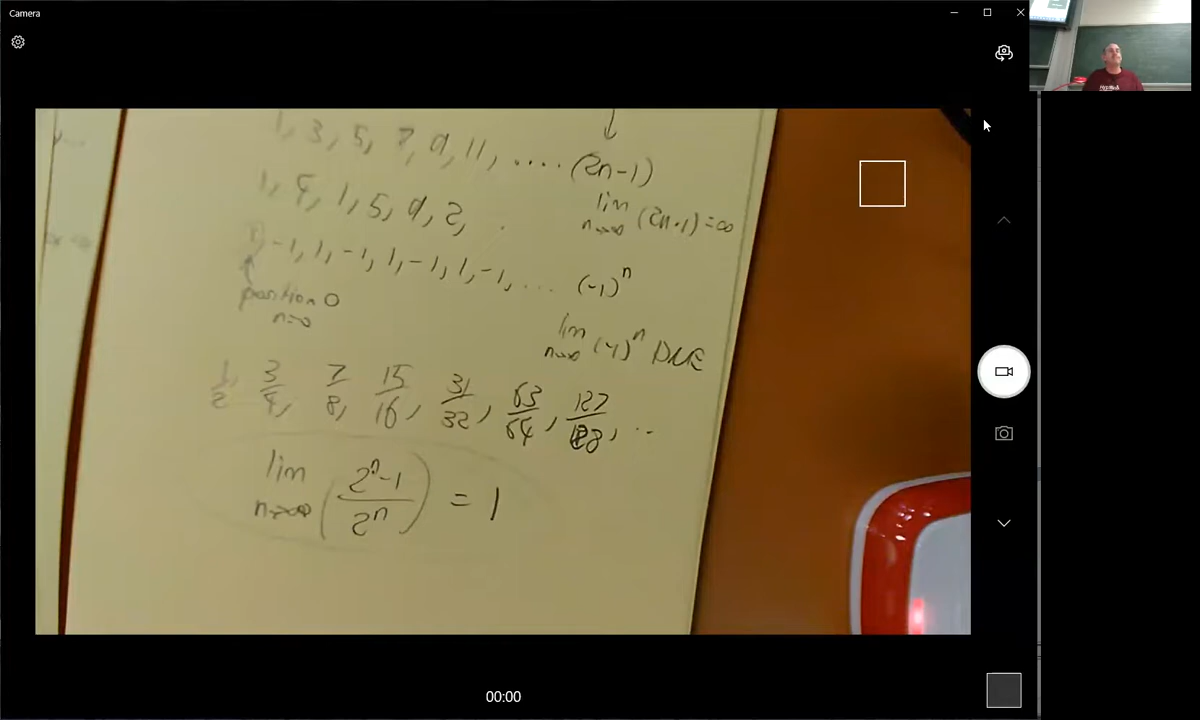 Camera
1, 3, 5, 7, 9, 11, .... (2n-1)
lim n→∞ (2n-1) = ∞
1, 4, 1, 5, 9, 2, .
1, -1, 1, -1, 1, -1, 1, -1, ... (-1)^n
position 0
n=0
lim n→∞ (-1)^n DNE
1/2, 3/4, 7/8, 15/16, 31/32, 63/64, 127/128, ...
lim n→∞ ((2^n-1)/2^n) = 1
00:00